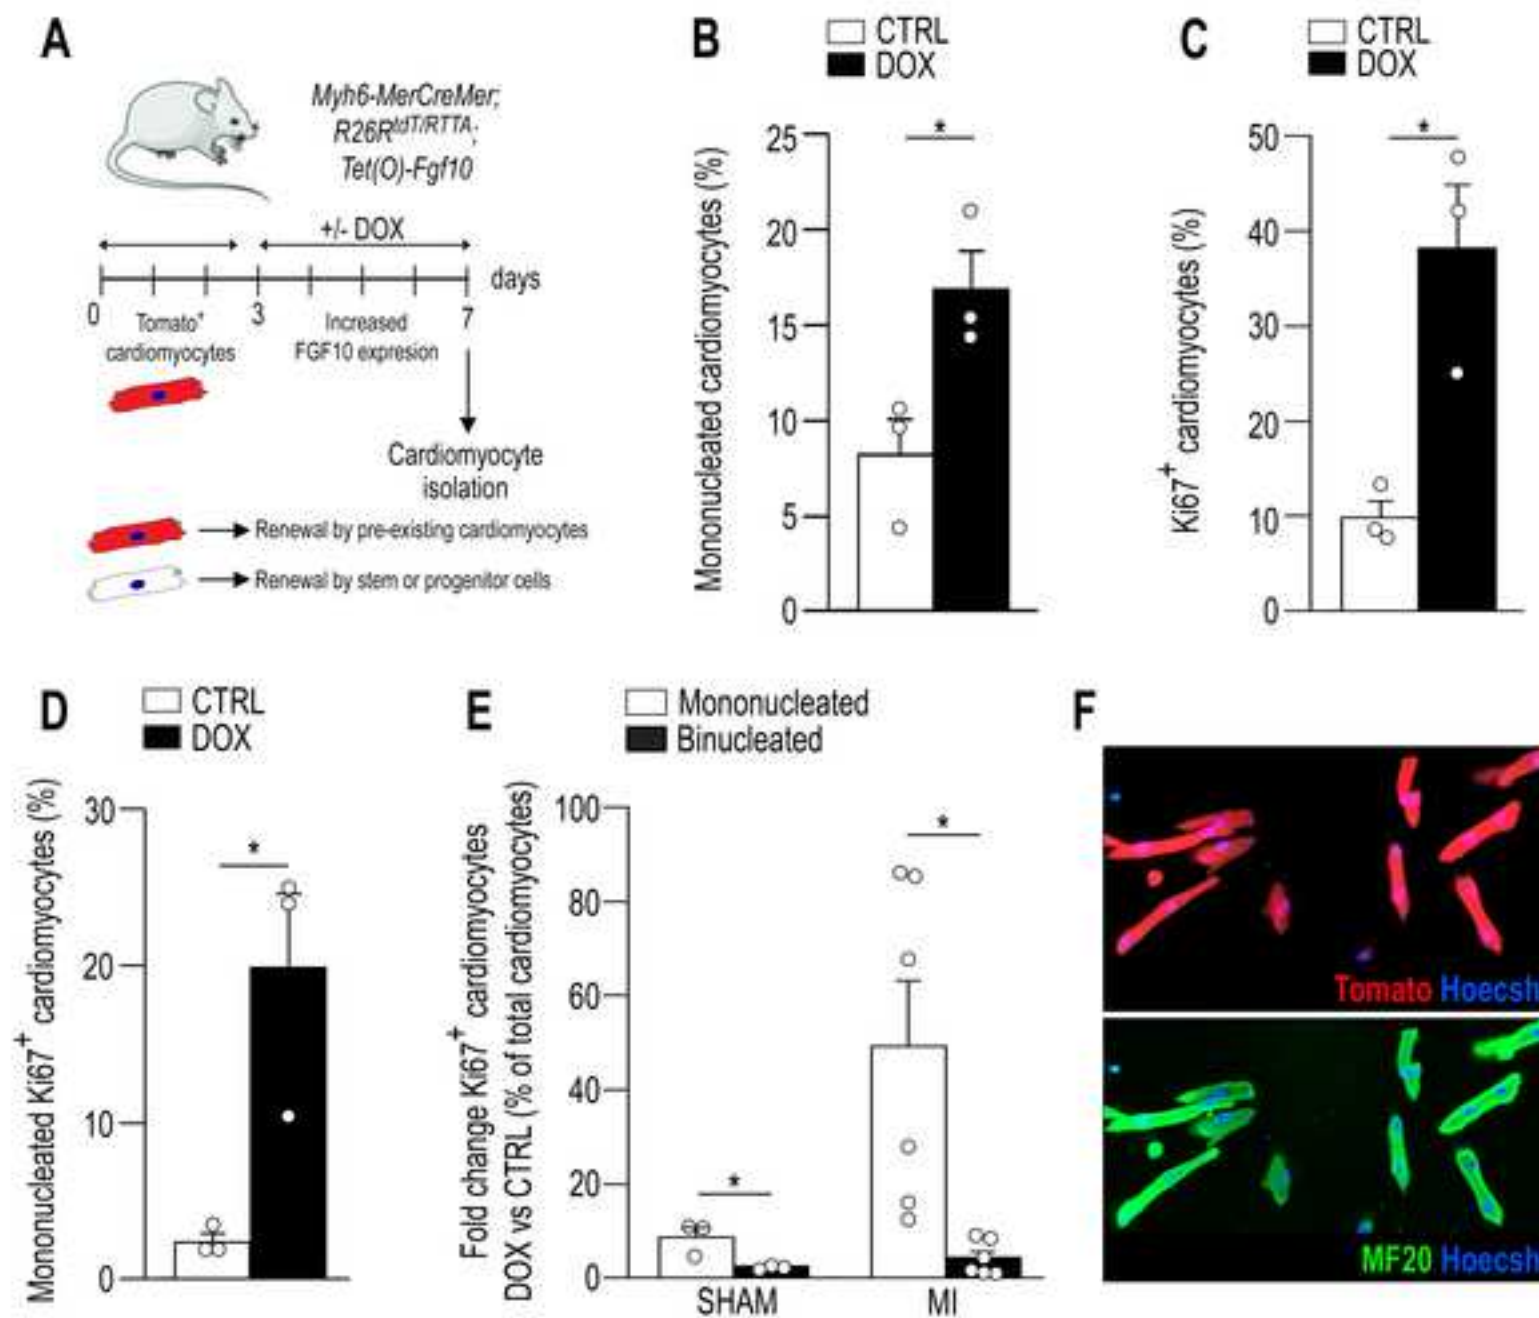 A
Myh6-MerCreMer;
R26R^tdT/RTTA;
Tet(O)-Fgf10
+/- DOX
days
0
3
7
Tomato⁺
cardiomyocytes
Increased
FGF10 expresion
Cardiomyocyte
isolation
Renewal by pre-existing cardiomyocytes
Renewal by stem or progenitor cells
B
CTRL
DOX
Mononucleated cardiomyocytes (%)
25
20
15
10
5
0
*
C
CTRL
DOX
Ki67⁺ cardiomyocytes (%)
50
40
30
20
10
0
*
D
CTRL
DOX
Mononucleated Ki67⁺ cardiomyocytes (%)
30
20
10
0
*
E
Mononucleated
Binucleated
Fold change Ki67⁺ cardiomyocytes
DOX vs CTRL (% of total cardiomyocytes)
100
80
60
40
20
0
*
*
SHAM
MI
F
Tomato Hoecsh
MF20 Hoecsh